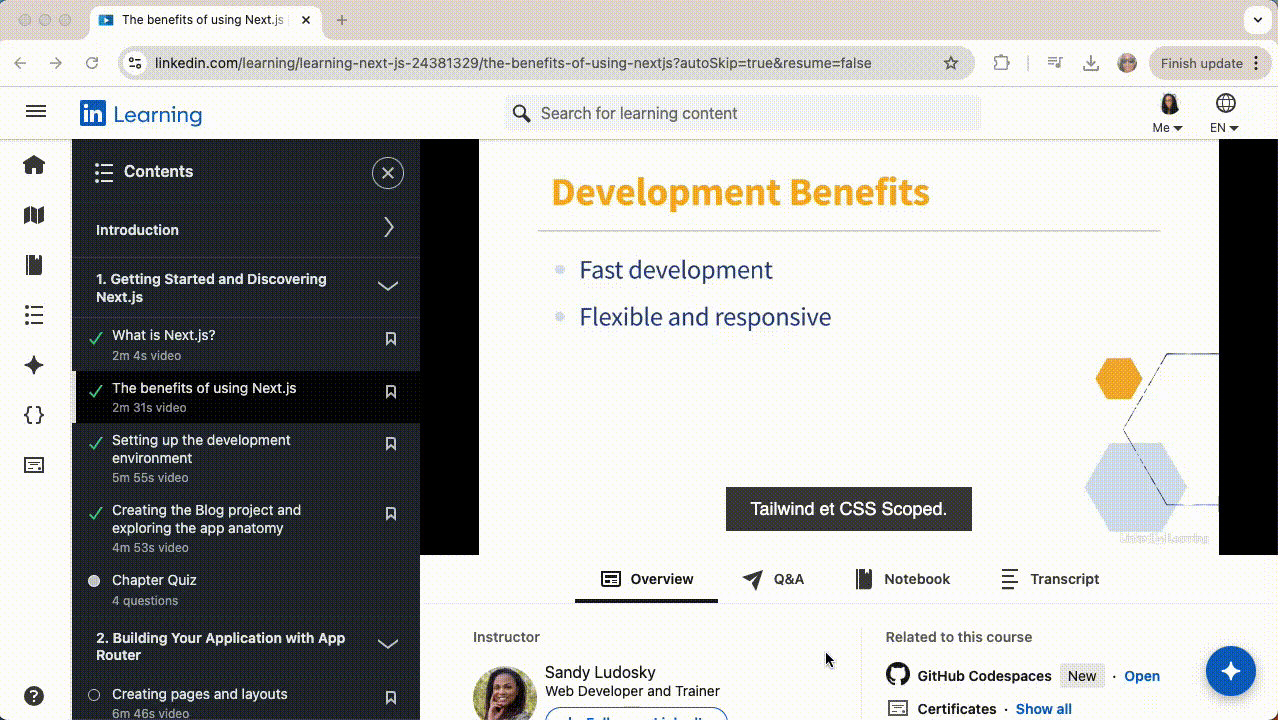 The benefits of using Next.js
linkedin.com/learning/learning-next-js-24381329/the-benefits-of-using-nextjs?autoSkip=true&resume=false
Finish update
in Learning
Search for learning content
Me
EN
Contents
Introduction
1. Getting Started and Discovering
Next.js
What is Next.js?
2m 4s video
The benefits of using Next.js
2m 31s video
Setting up the development
environment
5m 55s video
Creating the Blog project and
exploring the app anatomy
4m 53s video
Chapter Quiz
4 questions
2. Building Your Application with App
Router
Creating pages and layouts
6m 46s video
Development Benefits
Fast development
Flexible and responsive
Tailwind et CSS Scoped.
LinkedIn Learning
Overview
Q&A
Notebook
Transcript
Instructor
Sandy Ludosky
Web Developer and Trainer
Related to this course
GitHub Codespaces New · Open
Certificates · Show all